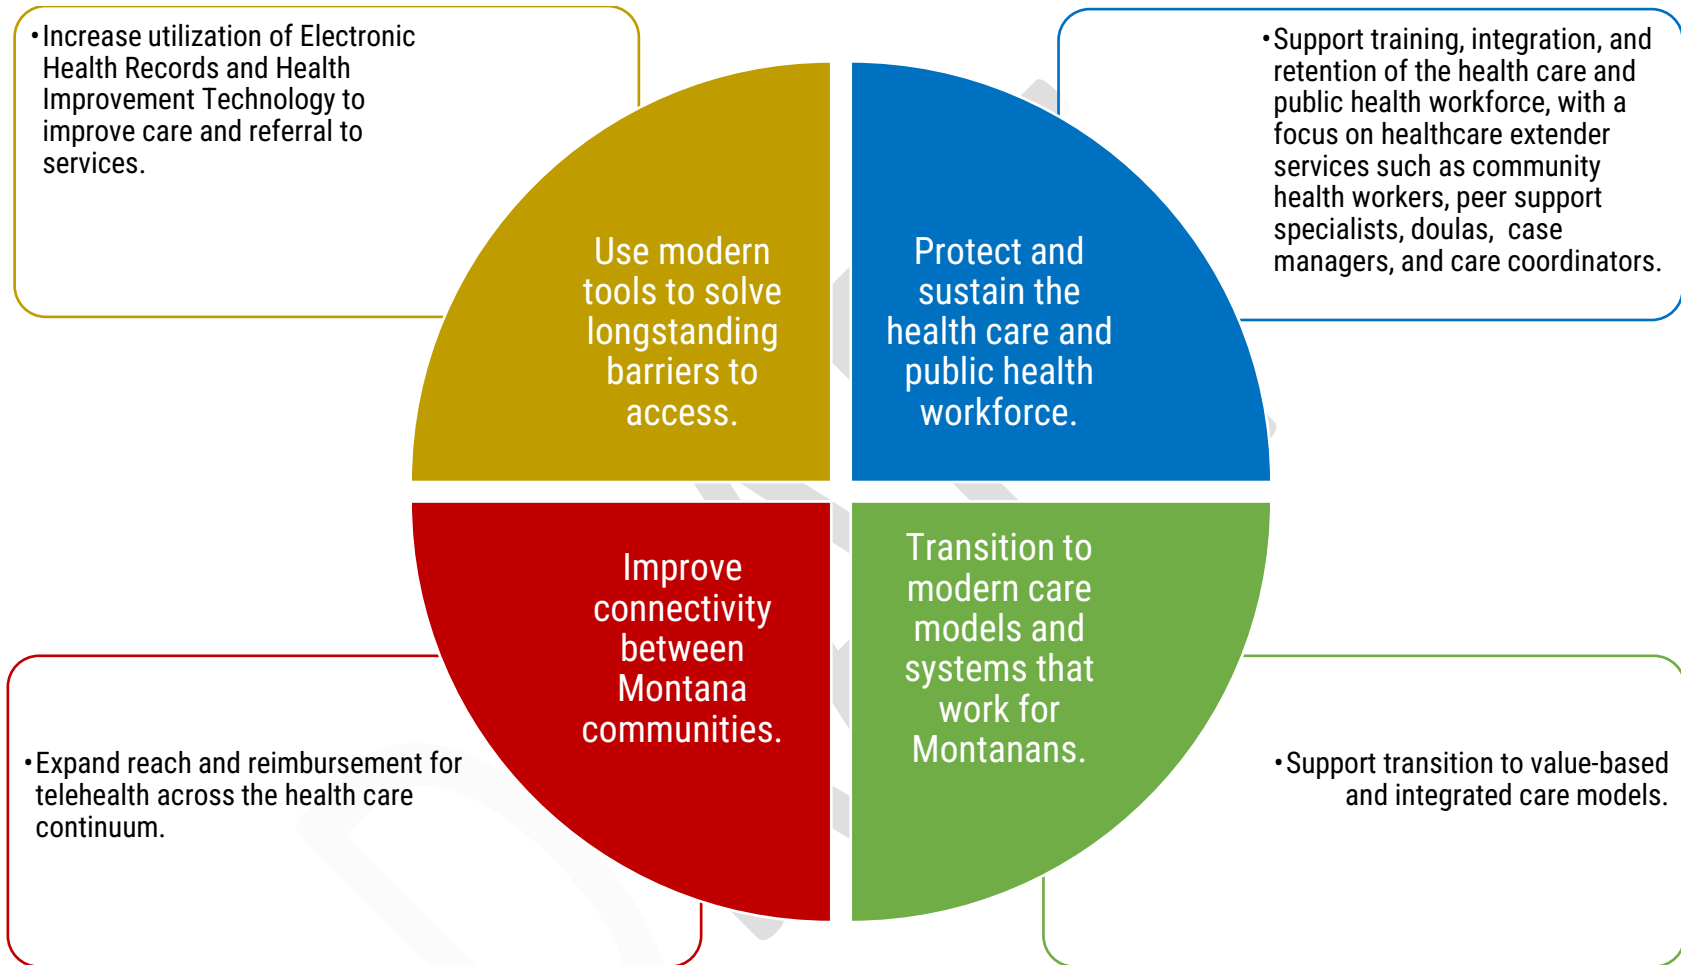 •Increase utilization of Electronic
Health Records and Health
Improvement Technology to
improve care and referral to
services.
•Support training, integration, and
retention of the health care and
public health workforce, with a
focus on healthcare extender
services such as community
health workers, peer support
specialists, doulas, case
managers, and care coordinators.
Use modern
tools to solve
longstanding
barriers to
access.
Protect and
sustain the
health care and
public health
workforce.
Improve
connectivity
between
Montana
communities.
Transition to
modern care
models and
systems that
work for
Montanans.
•Expand reach and reimbursement for
telehealth across the health care
continuum.
•Support transition to value-based
and integrated care models.